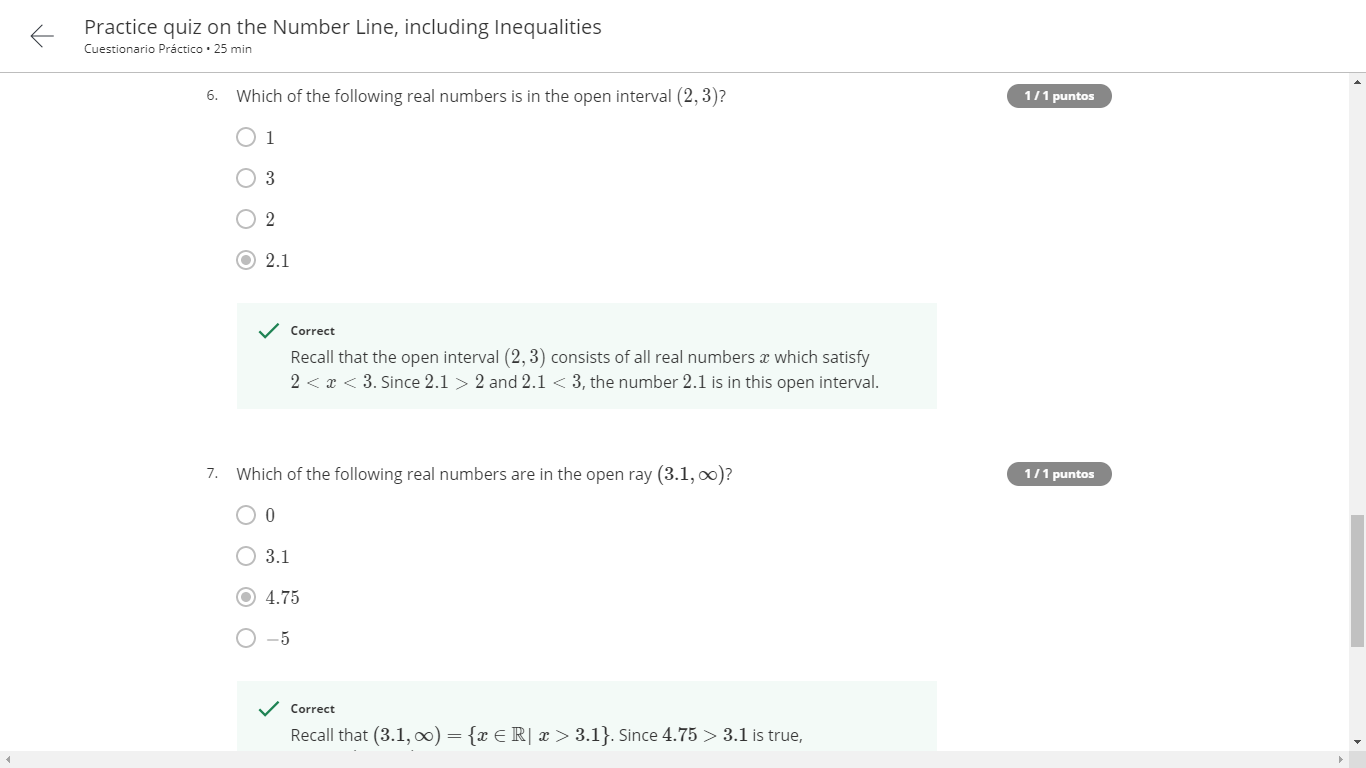 Practice quiz on the Number Line, including Inequalities
Cuestionario Práctico • 25 min
6. Which of the following real numbers is in the open interval (2, 3)?
1 / 1 puntos
1
3
2
2.1
Correct
Recall that the open interval (2, 3) consists of all real numbers x which satisfy
2 < x < 3. Since 2.1 > 2 and 2.1 < 3, the number 2.1 is in this open interval.
7. Which of the following real numbers are in the open ray (3.1, ∞)?
1 / 1 puntos
0
3.1
4.75
−5
Correct
Recall that (3.1, ∞) = {x ∈ ℝ| x > 3.1}. Since 4.75 > 3.1 is true,